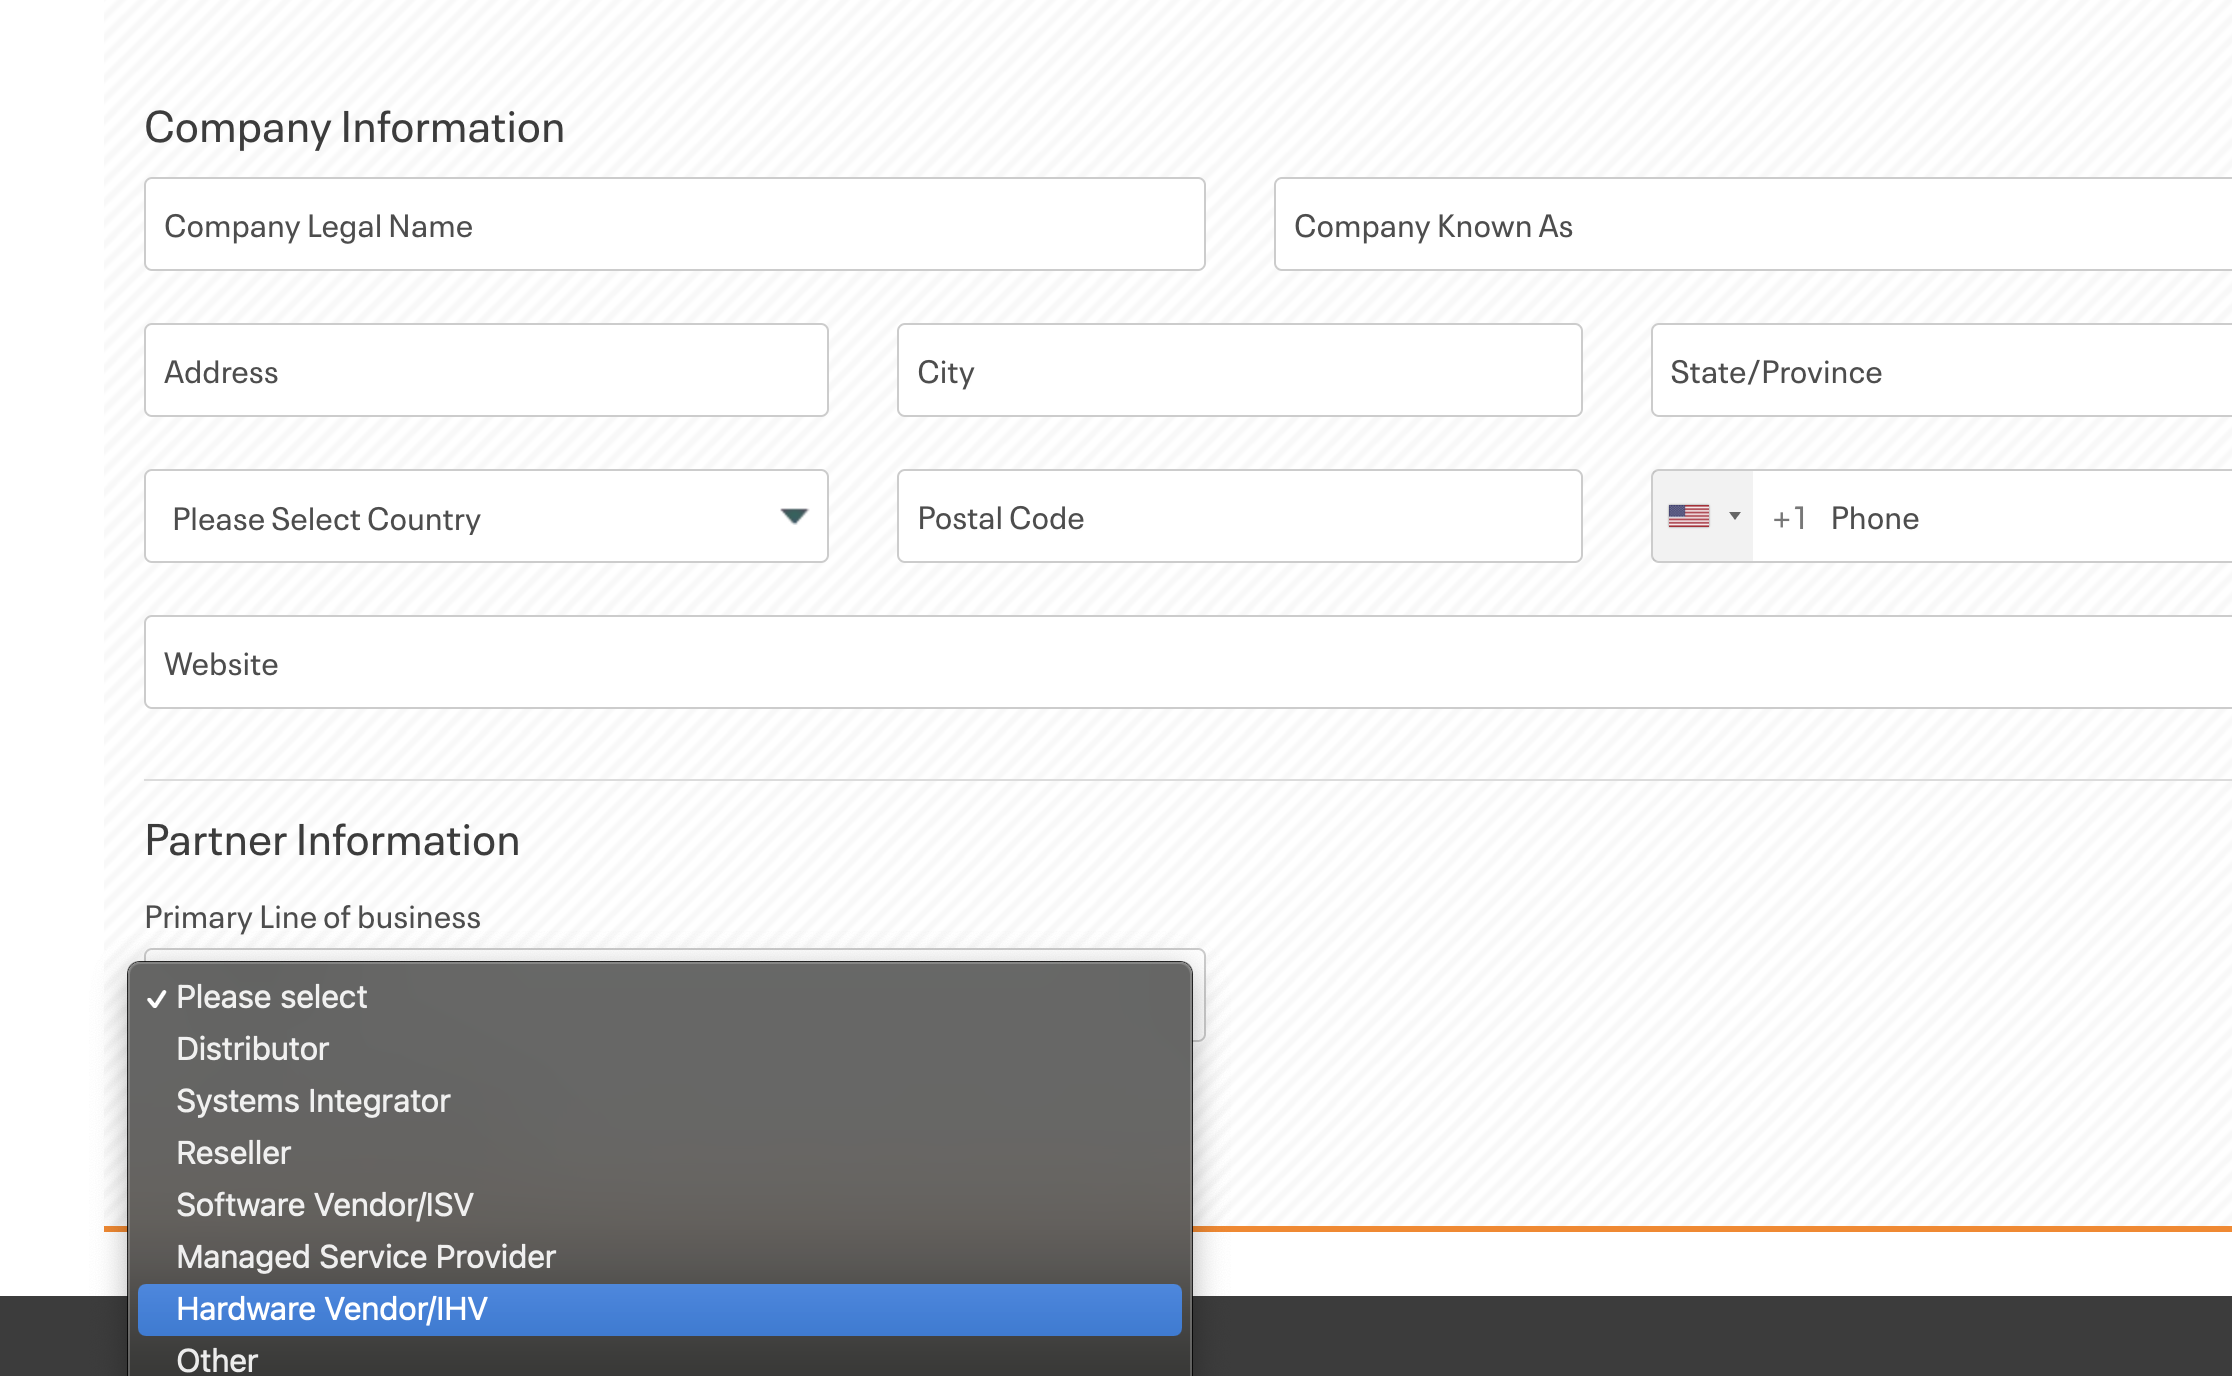 Company Information
Company Legal Name
Company Known As
Address
City
State/Province
Please Select Country
Postal Code
+1 Phone
Website
Partner Information
Primary Line of business
✓ Please select
Distributor
Systems Integrator
Reseller
Software Vendor/ISV
Managed Service Provider
Hardware Vendor/IHV
Other